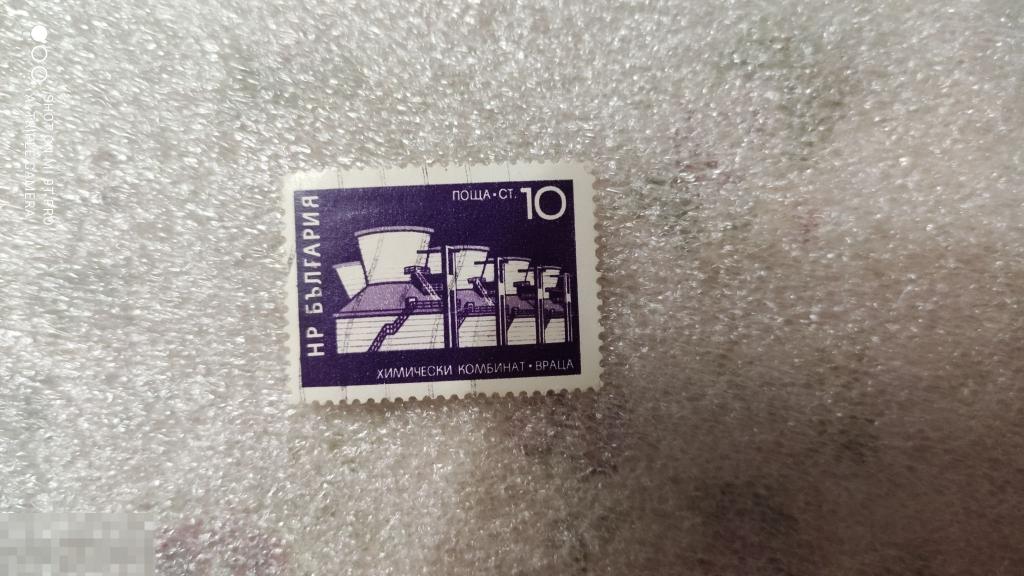 ПОЩА • СТ. 10
НР БЪЛГАРИЯ
ХИМИЧЕСКИ КОМБИНАТ • ВРАЦА